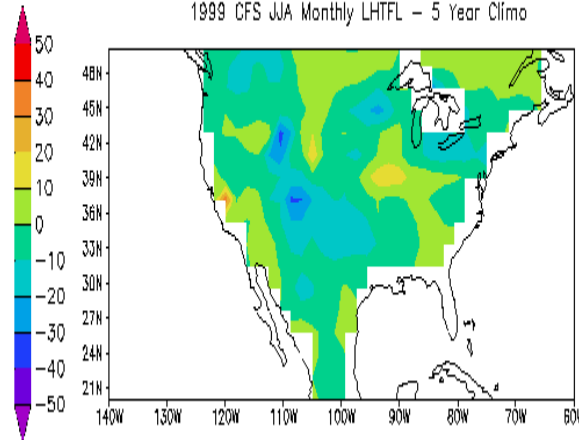 1999 CFS JJA Monthly LHTFL – 5 Year Climo
50
40
30
20
10
0
−10
−20
−30
−40
−50
48N
45N
42N
39N
36N
33N
30N
27N
24N
21N
140W 130W 120W 110W 100W 90W 80W 70W 60W